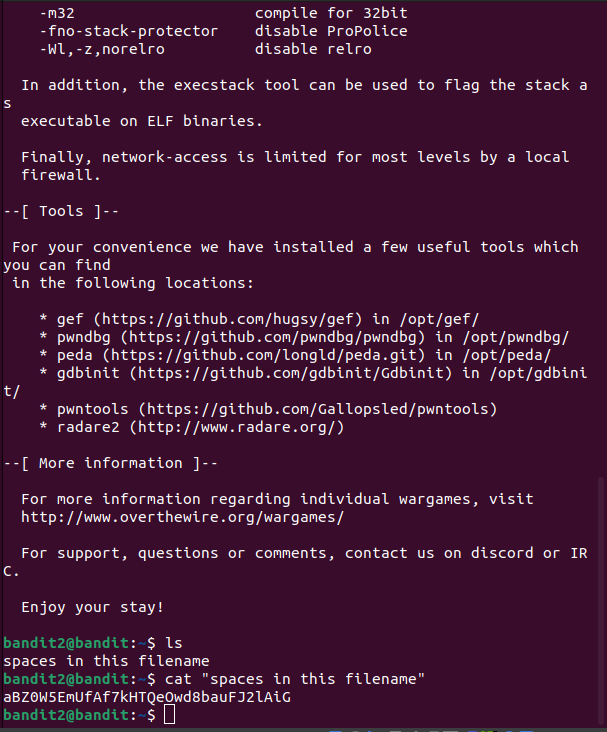 -m32                    compile for 32bit
-fno-stack-protector    disable ProPolice
-Wl,-z,norelro          disable relro
In addition, the execstack tool can be used to flag the stack a
s
executable on ELF binaries.
Finally, network-access is limited for most levels by a local
firewall.
--[ Tools ]--
For your convenience we have installed a few useful tools which
you can find
in the following locations:
* gef (https://github.com/hugsy/gef) in /opt/gef/
* pwndbg (https://github.com/pwndbg/pwndbg) in /opt/pwndbg/
* peda (https://github.com/longld/peda.git) in /opt/peda/
* gdbinit (https://github.com/gdbinit/Gdbinit) in /opt/gdbini
t/
* pwntools (https://github.com/Gallopsled/pwntools)
* radare2 (http://www.radare.org/)
--[ More information ]--
For more information regarding individual wargames, visit
http://www.overthewire.org/wargames/
For support, questions or comments, contact us on discord or IR
C.
Enjoy your stay!
bandit2@bandit:~$ ls
spaces in this filename
bandit2@bandit:~$ cat "spaces in this filename"
aBZ0W5EmUfAf7kHTQeOwd8bauFJ2lAiG
bandit2@bandit:~$